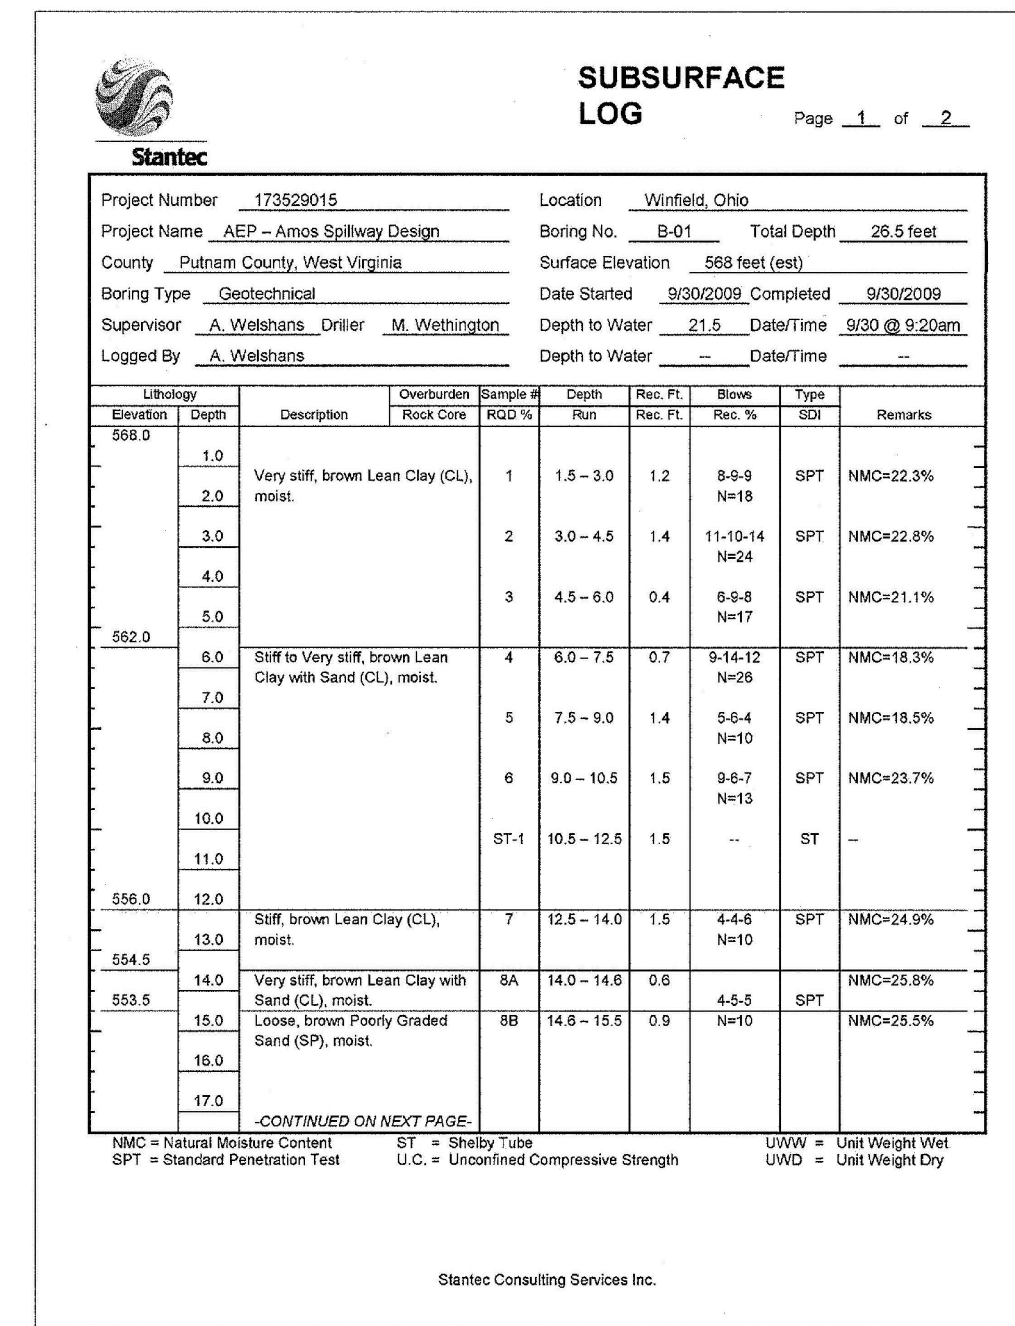 SUBSURFACE
LOG
Page 1 of 2
Stantec
Project Number 173529015 Location Winfield, Ohio
Project Name AEP – Amos Spillway Design Boring No. B-01 Total Depth 26.5 feet
County Putnam County, West Virginia Surface Elevation 568 feet (est)
Boring Type Geotechnical Date Started 9/30/2009 Completed 9/30/2009
Supervisor A. Welshans Driller M. Wethington Depth to Water 21.5 Date/Time 9/30 @ 9:20am
Logged By A. Welshans Depth to Water -- Date/Time --
Lithology Overburden Sample # Depth Rec. Ft. Blows Type
Elevation Depth Description Rock Core RQD % Run Rec. Ft. Rec. % SDI Remarks
568.0
1.0
Very stiff, brown Lean Clay (CL), 1 1.5 – 3.0 1.2 8-9-9 SPT NMC=22.3%
2.0 moist. N=18
3.0 2 3.0 – 4.5 1.4 11-10-14 SPT NMC=22.8%
N=24
4.0
3 4.5 – 6.0 0.4 6-9-8 SPT NMC=21.1%
5.0 N=17
562.0
6.0 Stiff to Very stiff, brown Lean 4 6.0 – 7.5 0.7 9-14-12 SPT NMC=18.3%
Clay with Sand (CL), moist. N=26
7.0
5 7.5 – 9.0 1.4 5-6-4 SPT NMC=18.5%
8.0 N=10
9.0 6 9.0 – 10.5 1.5 9-6-7 SPT NMC=23.7%
N=13
10.0
ST-1 10.5 – 12.5 1.5 -- ST --
11.0
556.0 12.0
Stiff, brown Lean Clay (CL), 7 12.5 – 14.0 1.5 4-4-6 SPT NMC=24.9%
13.0 moist. N=10
554.5
14.0 Very stiff, brown Lean Clay with 8A 14.0 – 14.6 0.6 NMC=25.8%
553.5 Sand (CL), moist. 4-5-5 SPT
15.0 Loose, brown Poorly Graded 8B 14.6 – 15.5 0.9 N=10 NMC=25.5%
Sand (SP), moist.
16.0
17.0
-CONTINUED ON NEXT PAGE-
NMC = Natural Moisture Content ST = Shelby Tube UWW = Unit Weight Wet
SPT = Standard Penetration Test U.C. = Unconfined Compressive Strength UWD = Unit Weight Dry
Stantec Consulting Services Inc.